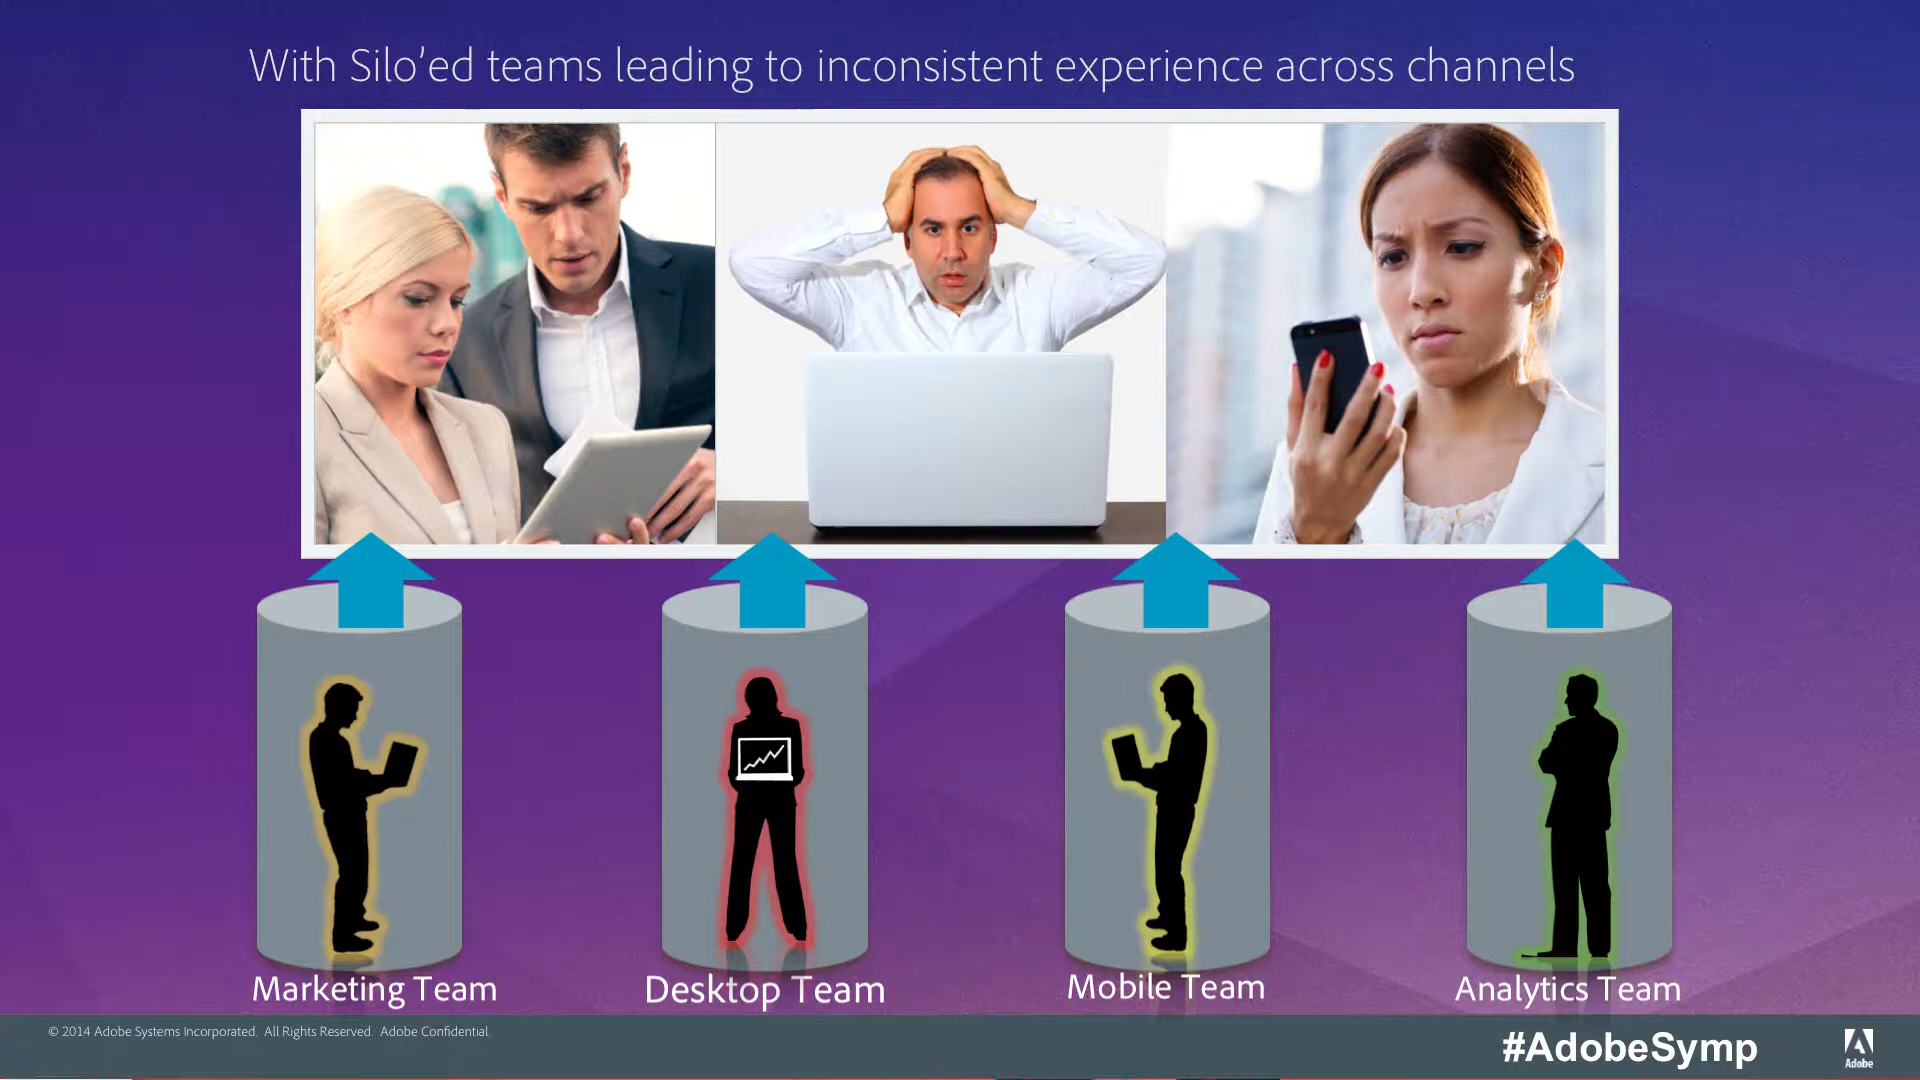 With Silo’ed teams leading to inconsistent experience across channels
Marketing Team
Desktop Team
Mobile Team
Analytics Team
© 2014 Adobe Systems Incorporated. All Rights Reserved. Adobe Confidential
#AdobeSymp
Adobe